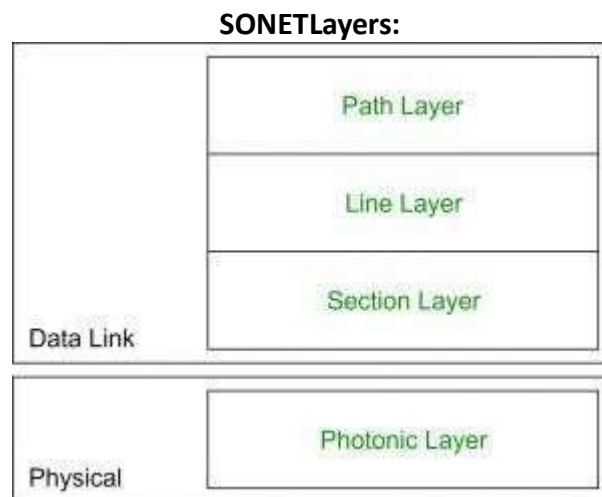 SONETLayers:
Path Layer
Line Layer
Section Layer
Data Link
Photonic Layer
Physical